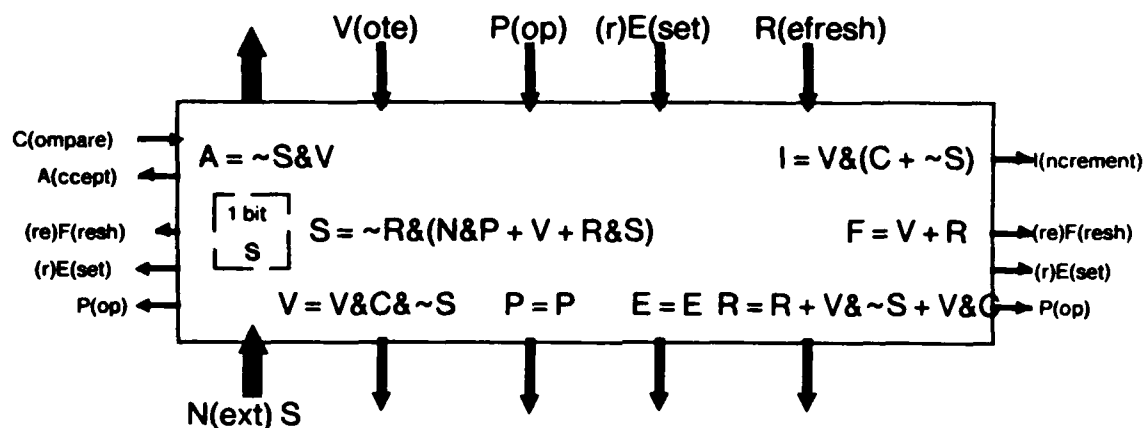 V(ote) P(op) (r)E(set) R(efresh)
C(ompare)
A = ~S&V
I = V&(C + ~S)
I(ncrement)
A(ccept)
1 bit
S
(re)F(resh)
S = ~R&(N&P + V + R&S)
F = V + R
(re)F(resh)
(r)E(set)
(r)E(set)
P(op)
V = V&C&~S P = P E = E R = R + V&~S + V&C
P(op)
N(ext) S